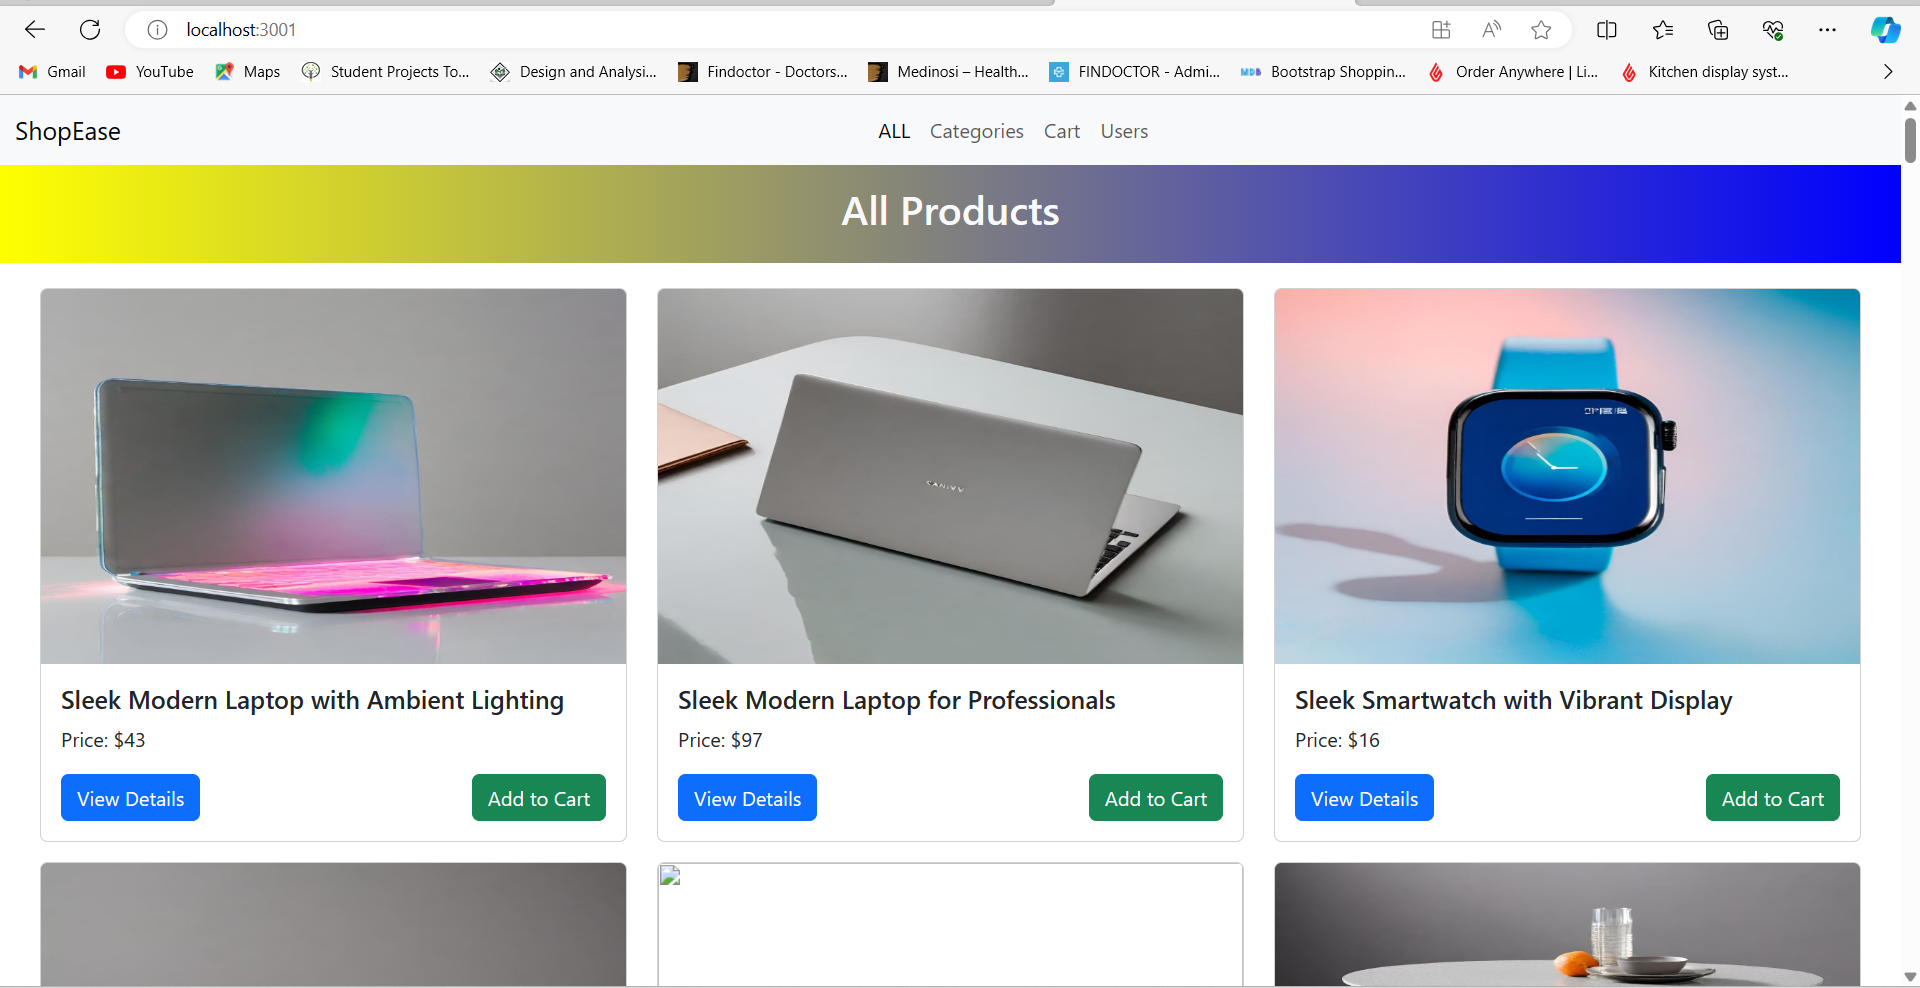 localhost:3001
Gmail YouTube Maps Student Projects To... Design and Analysi... Findoctor - Doctors... Medinosi – Health... FINDOCTOR - Admi... MDB Bootstrap Shoppin... Order Anywhere | Li... Kitchen display syst...
ShopEase ALL Categories Cart Users
All Products
Sleek Modern Laptop with Ambient Lighting
Price: $43
View Details Add to Cart
Sleek Modern Laptop for Professionals
Price: $97
View Details Add to Cart
Sleek Smartwatch with Vibrant Display
Price: $16
View Details Add to Cart